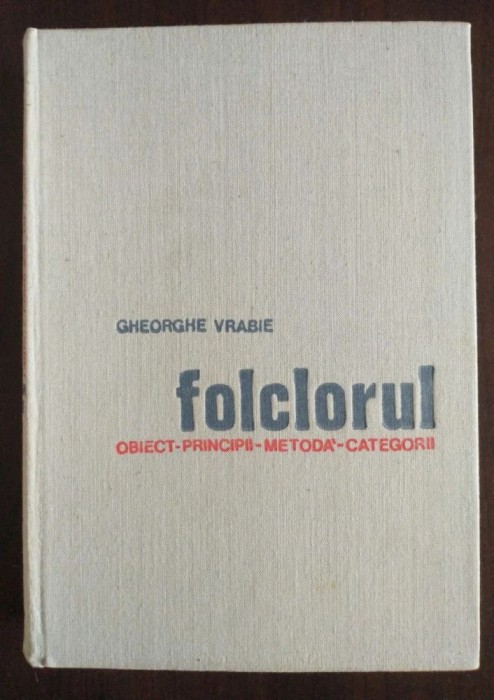 GHEORGHE VRABIE
folclorul
OBIECT-PRINCIPII-METODĂ-CATEGORII